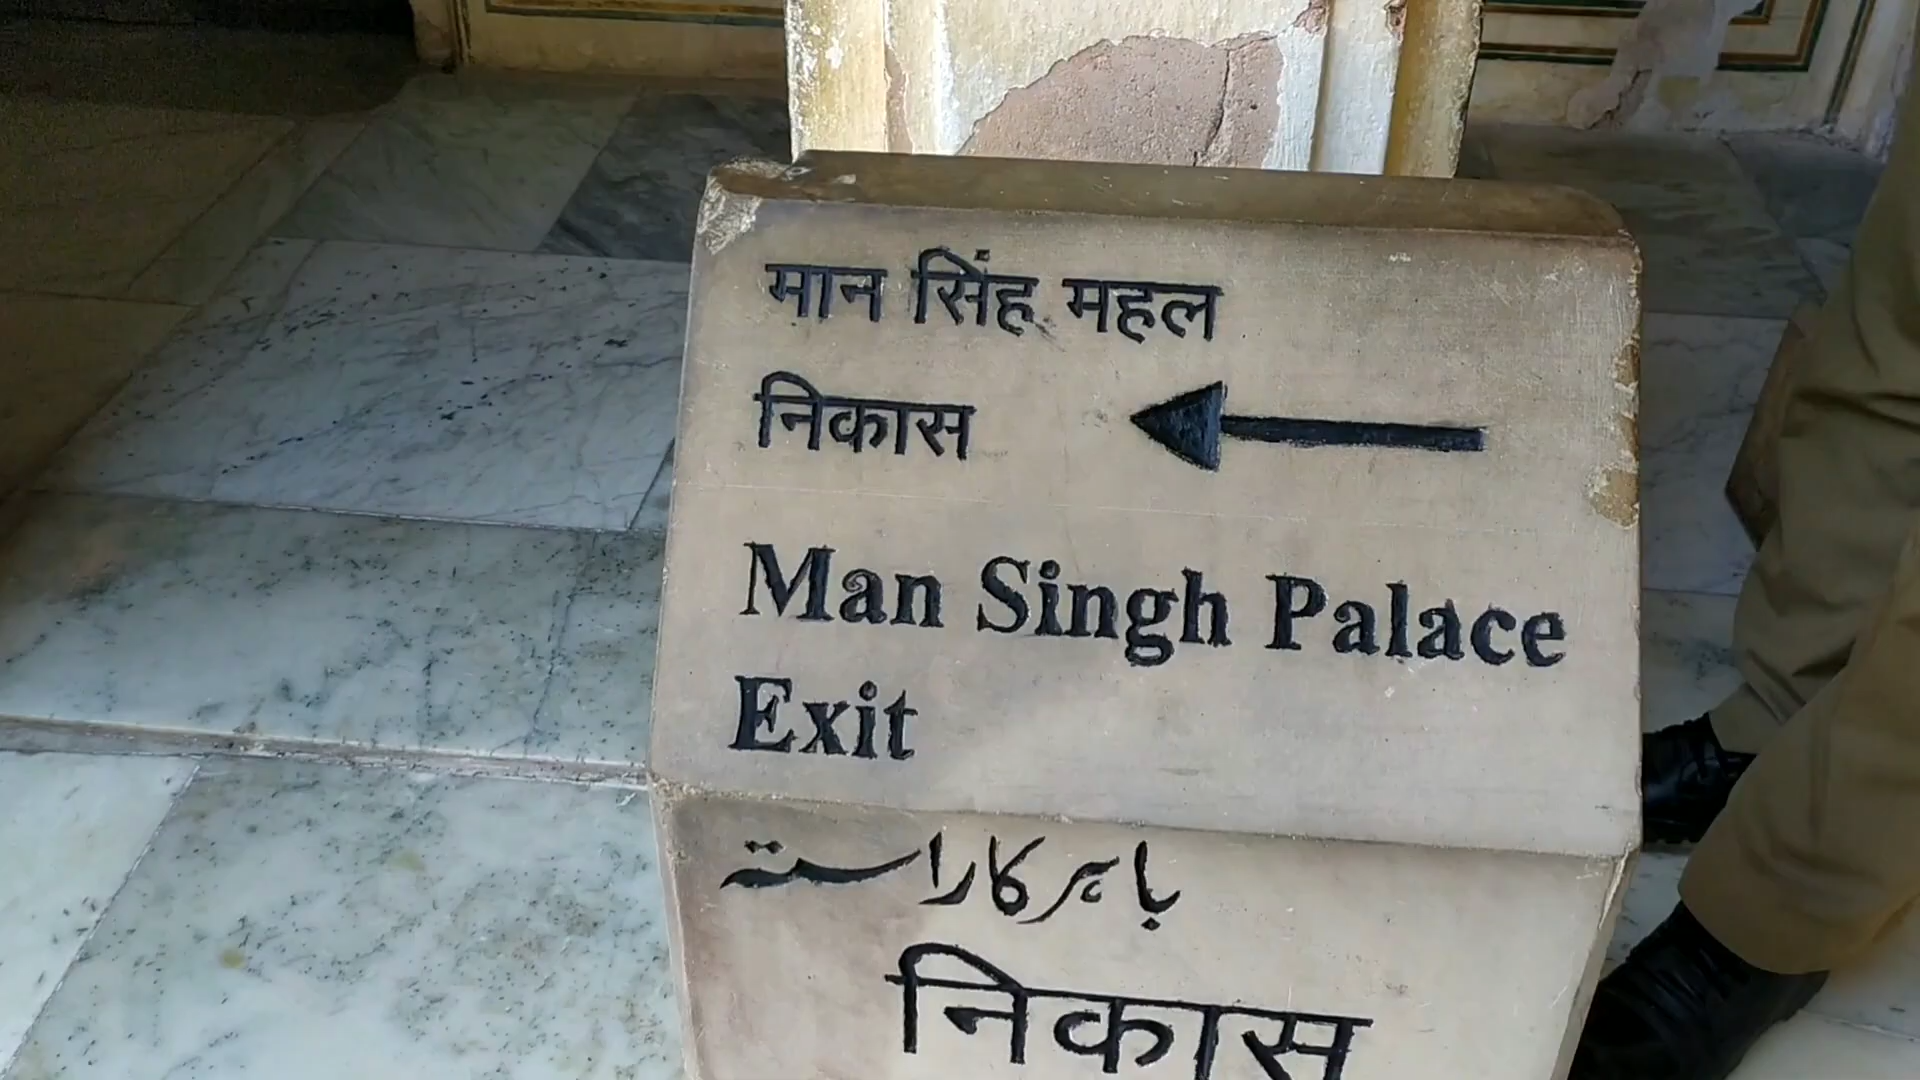 मान सिंह महल
निकास
Man Singh Palace
Exit
باہر کا راستہ
निकास